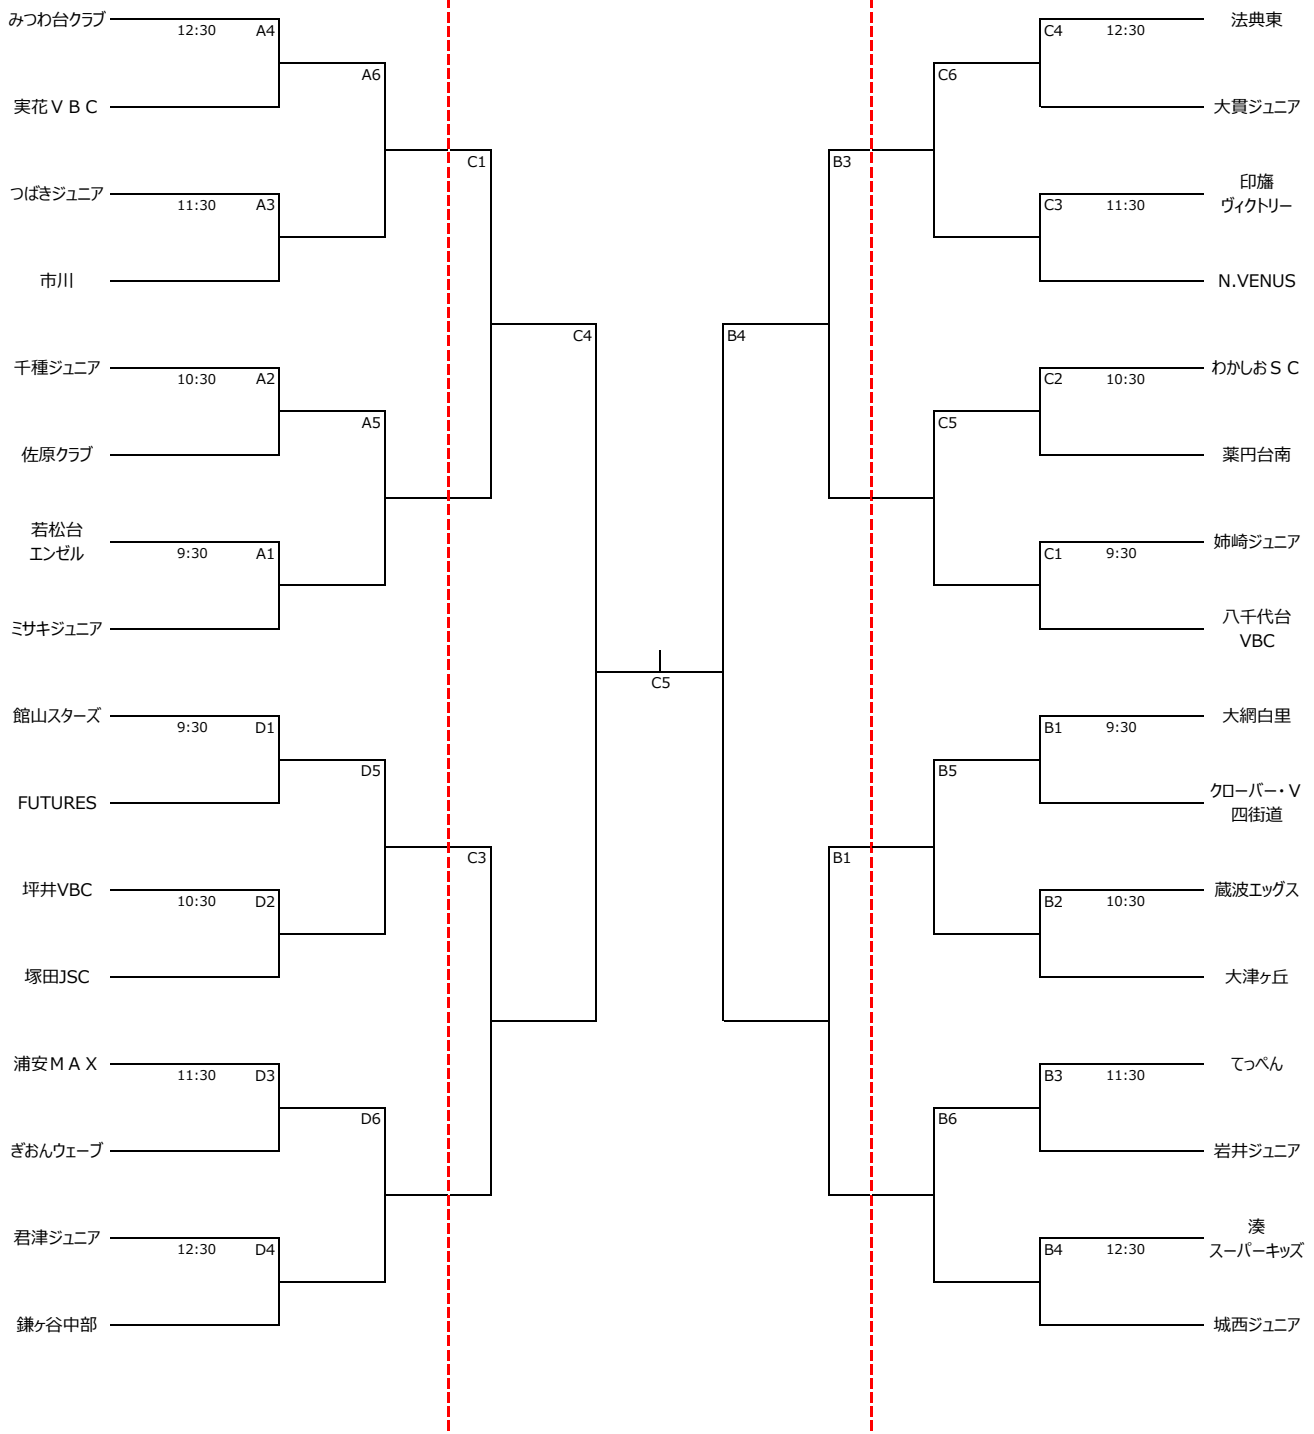 みつわ台クラブ
12:30 A4
A6
実花ＶＢＣ
つばきジュニア
11:30 A3
市川
C1
千種ジュニア
10:30 A2
A5
佐原クラブ
若松台
エンゼル
9:30 A1
ミサキジュニア
C4
館山スターズ
9:30 D1
D5
FUTURES
坪井VBC
10:30 D2
塚田JSC
C3
浦安ＭＡＸ
11:30 D3
D6
ぎおんウェーブ
君津ジュニア
12:30 D4
鎌ヶ谷中部
C5
法典東
C4 12:30
C6
大貫ジュニア
B3
印旛
ヴィクトリー
C3 11:30
N.VENUS
B4
わかしおＳＣ
C2 10:30
C5
薬円台南
姉崎ジュニア
C1 9:30
八千代台
VBC
大網白里
B1 9:30
B5
クローバー・Ｖ
四街道
B1
蔵波エッグス
B2 10:30
大津ヶ丘
てっぺん
B3 11:30
B6
岩井ジュニア
湊
スーパーキッズ
B4 12:30
城西ジュニア